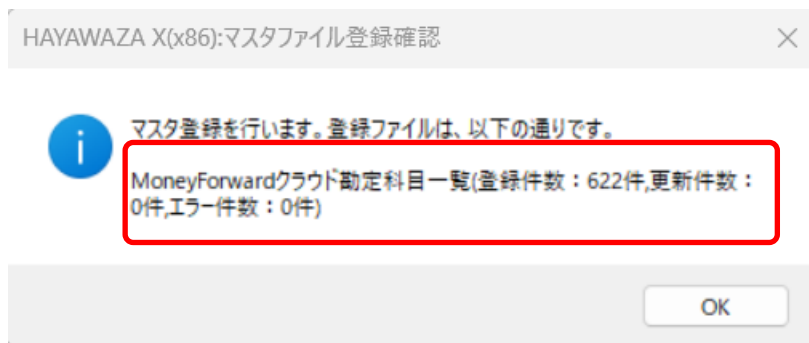 HAYAWAZA X(x86):マスタファイル登録確認
マスタ登録を行います。登録ファイルは、以下の通りです。
MoneyForwardクラウド勘定科目一覧(登録件数：622件,更新件数：
0件,エラー件数：0件)
OK